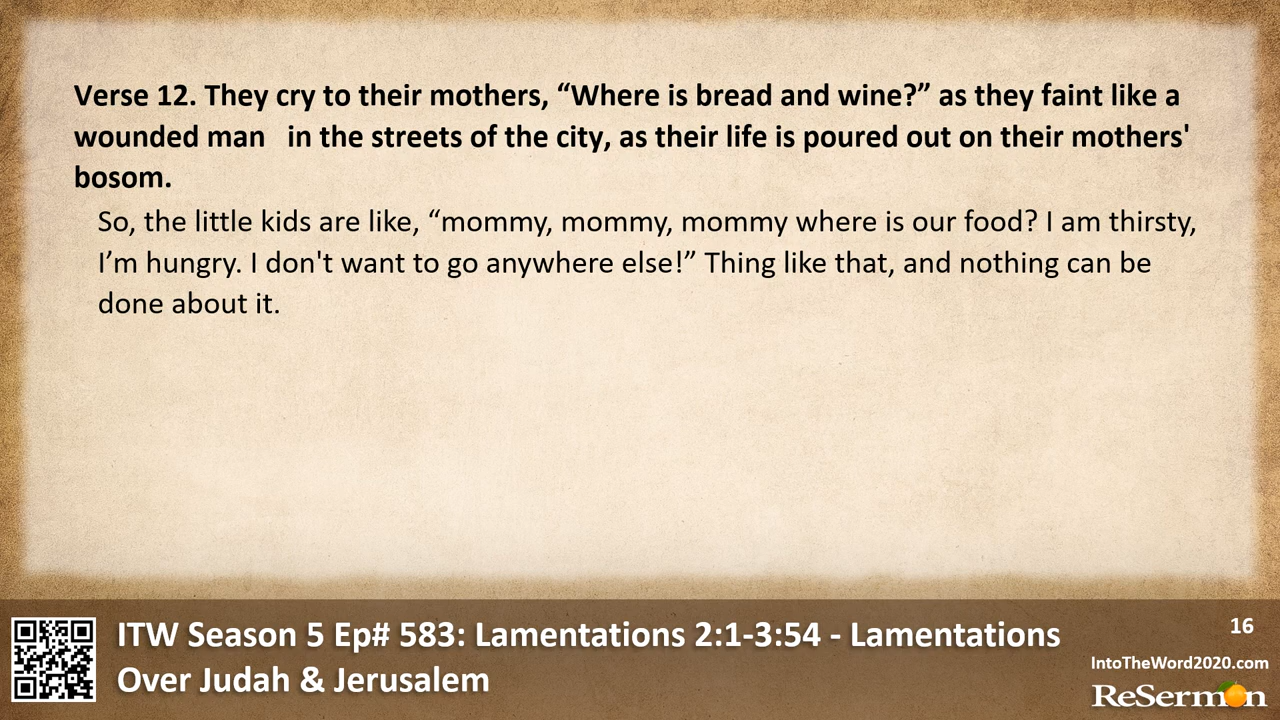 Verse 12. They cry to their mothers, “Where is bread and wine?” as they faint like a
wounded man   in the streets of the city, as their life is poured out on their mothers'
bosom.
So, the little kids are like, “mommy, mommy, mommy where is our food? I am thirsty,
I’m hungry. I don't want to go anywhere else!” Thing like that, and nothing can be
done about it.
ITW Season 5 Ep# 583: Lamentations 2:1-3:54 - Lamentations
Over Judah & Jerusalem
16
IntoTheWord2020.com
ReSermon